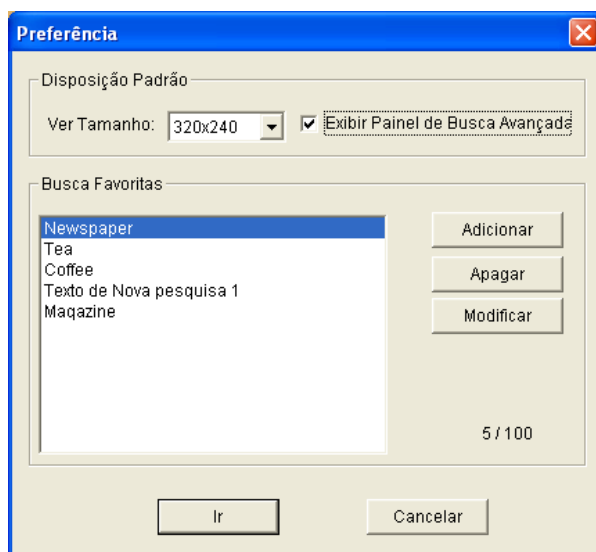 Preferência
Disposição Padrão
Ver Tamanho: 320x240 Exibir Painel de Busca Avançada
Busca Favoritas
Newspaper
Tea
Coffee
Texto de Nova pesquisa 1
Magazine
Adicionar
Apagar
Modificar
5 / 100
Ir Cancelar